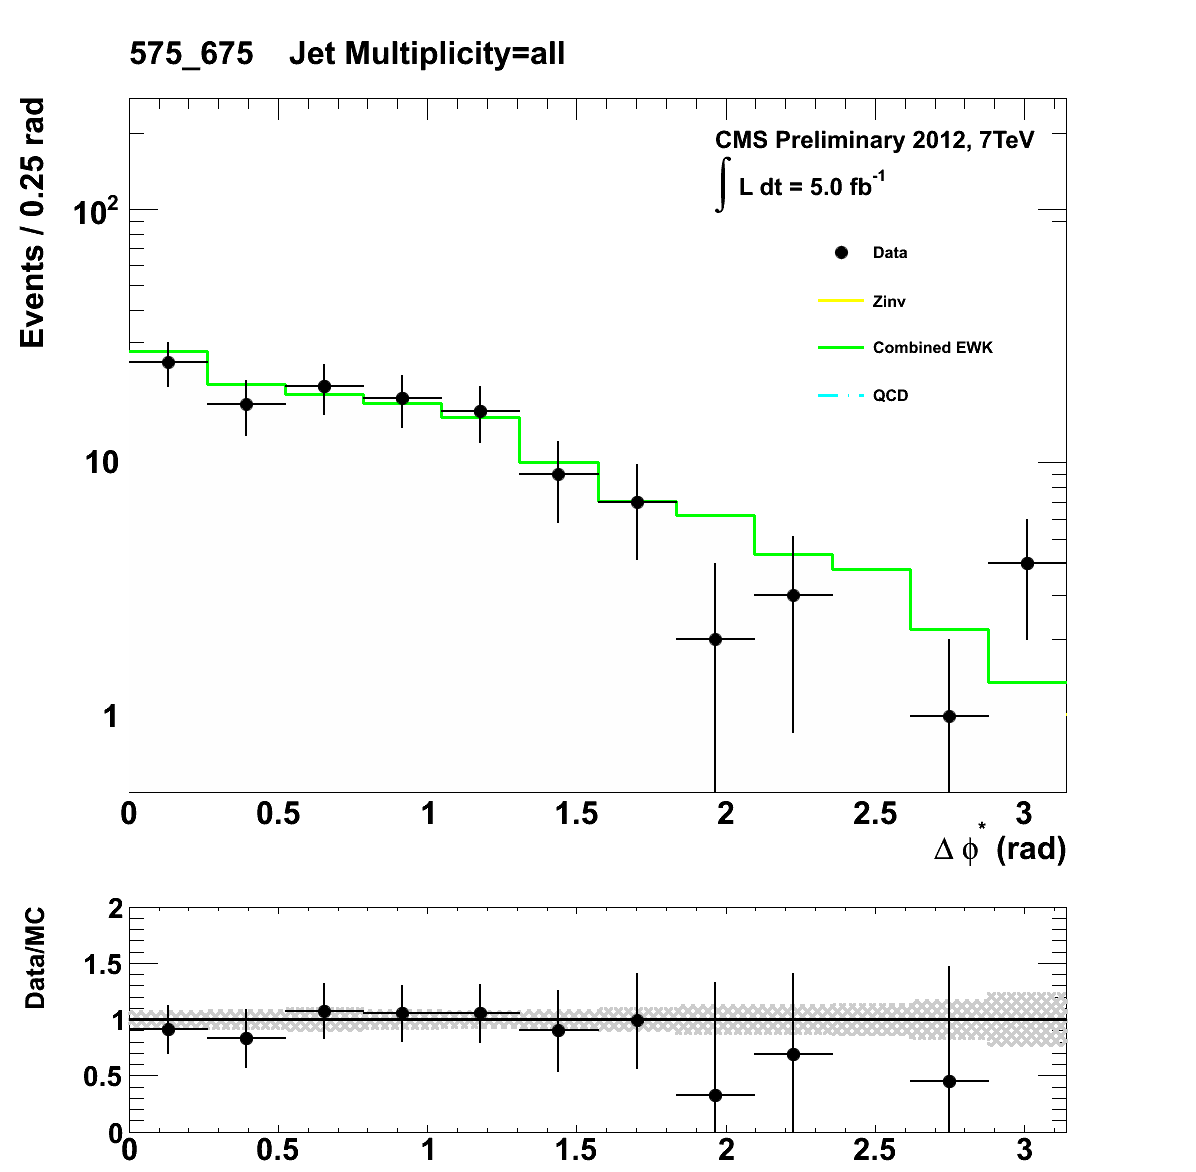 575_675 Jet Multiplicity=all
Events / 0.25 rad
CMS Preliminary 2012, 7TeV
∫ L dt = 5.0 fb⁻¹
Data
Zinv
Combined EWK
QCD
10²
10
1
0 0.5 1 1.5 2 2.5 3
Δ ϕ* (rad)
Data/MC
2
1.5
1
0.5
0
0 0.5 1 1.5 2 2.5 3